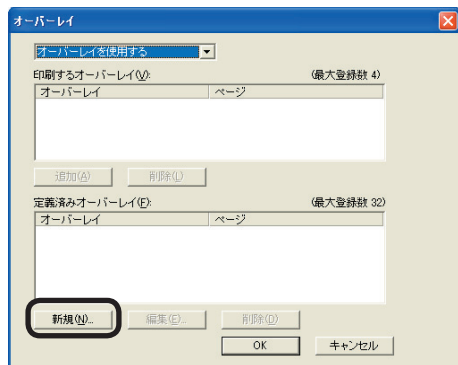 オーバーレイ
オーバーレイを使用する
印刷するオーバーレイ(V): (最大登録数 4)
オーバーレイ ページ
追加(A) 削除(L)
定義済みオーバーレイ(F): (最大登録数 32)
オーバーレイ ページ
新規(N)... 編集(E)... 削除(D)
OK キャンセル